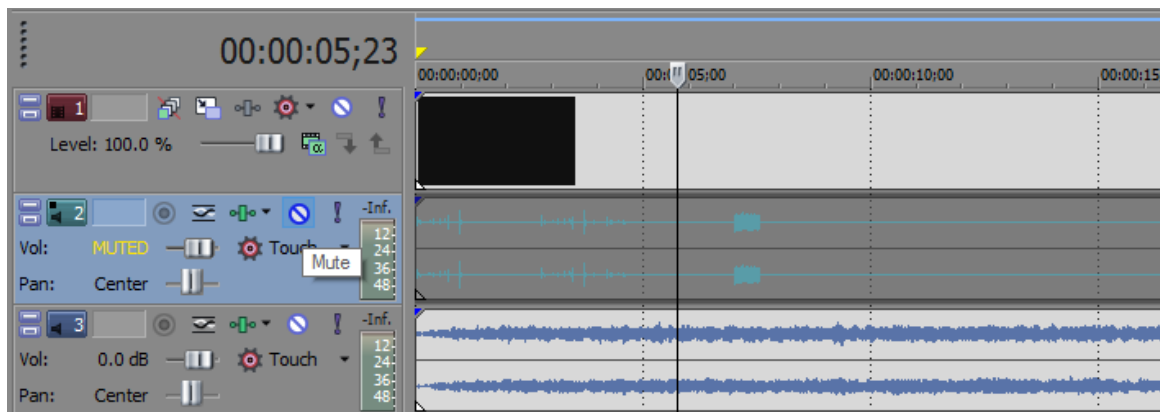 00:00:05;23
00:00:00;00 00:00:05:00 00:00:10;00 00:00:15
1
Level: 100.0 %
2 -Inf.
12
Vol: MUTED Touch 24
Mute 36
Pan: Center 48
3 -Inf.
12
Vol: 0.0 dB Touch 24
36
Pan: Center 48